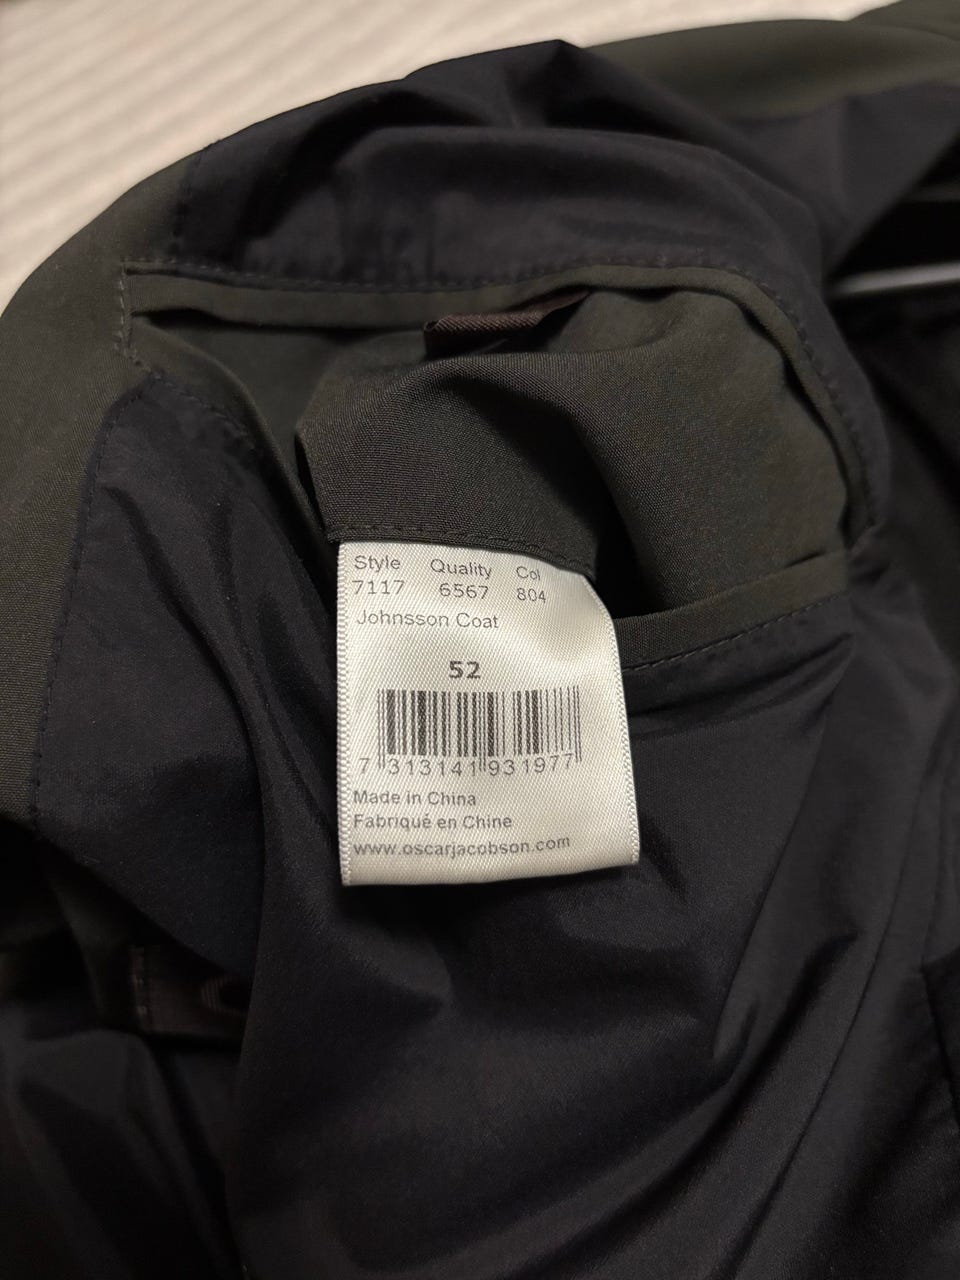 Style Quality Col
7117 6567 804
Johnsson Coat
52
7 313141 931977
Made in China
Fabriqué en Chine
www.oscarjacobson.com